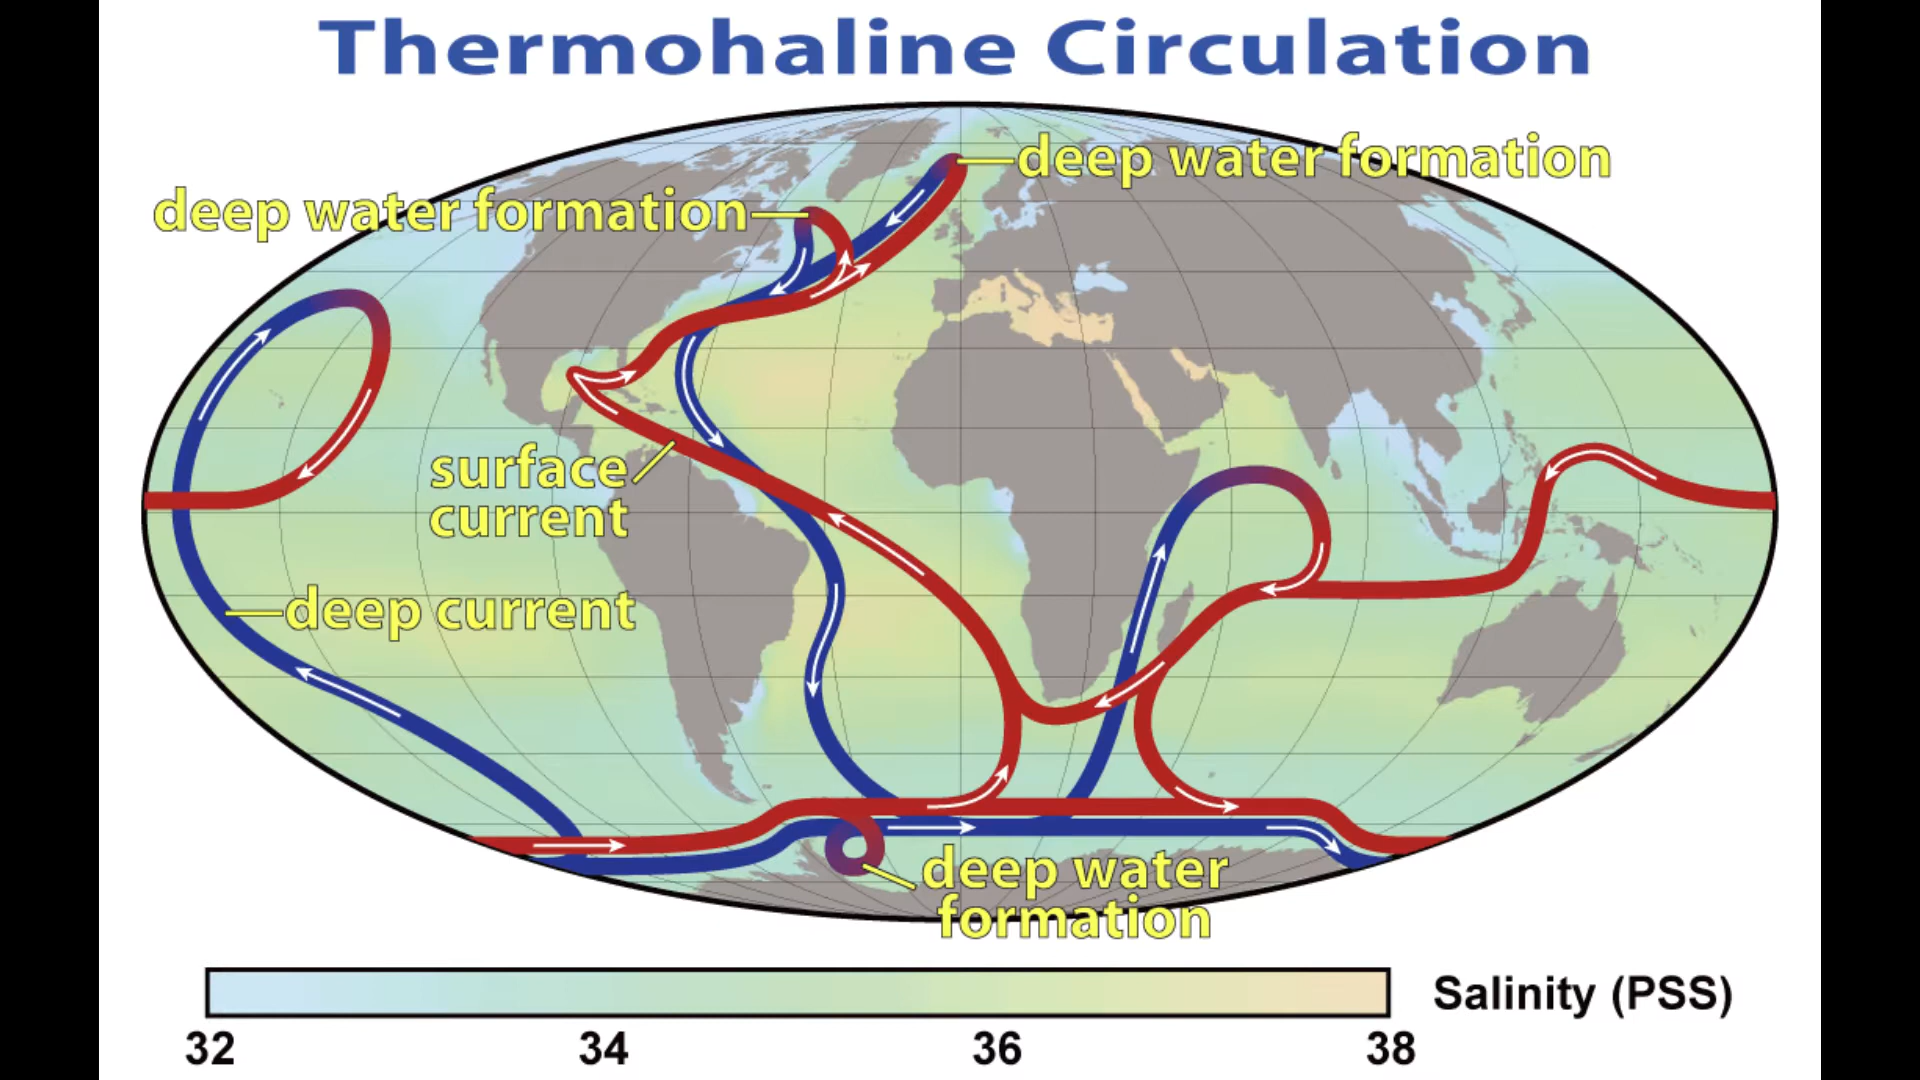 Thermohaline Circulation
deep water formation
deep water formation
surface
current
deep current
deep water
formation
Salinity (PSS)
32 34 36 38